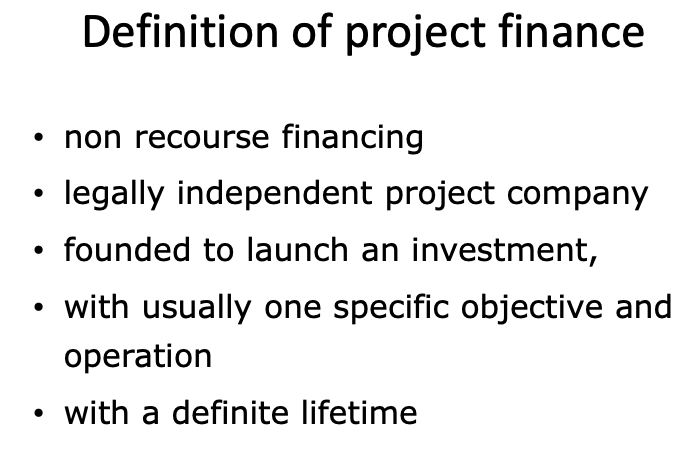 Definition of project finance
• non recourse financing
• legally independent project company
• founded to launch an investment,
• with usually one specific objective and
operation
• with a definite lifetime